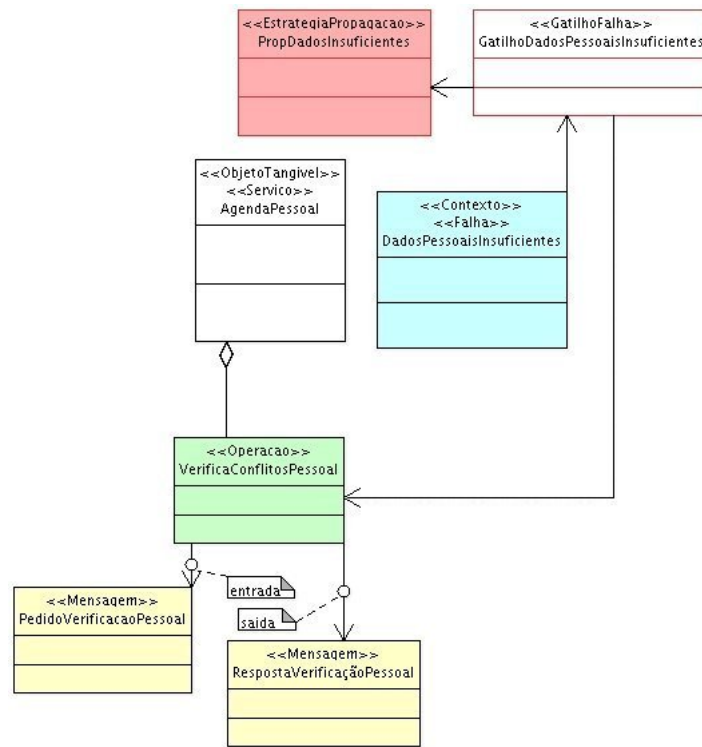 <<EstrategiaPropagacao>>
PropDadosInsuficientes
<<GatilhoFalha>>
GatilhoDadosPessoaisInsuficientes
<<ObjetoTangivel>>
<<Servico>>
AgendaPessoal
<<Contexto>>
<<Falha>>
DadosPessoaisInsuficientes
<<Operacao>>
VerificaConflitosPessoal
entrada
saida
<<Mensagem>>
PedidoVerificacaoPessoal
<<Mensagem>>
RespostaVerificaçãoPessoal